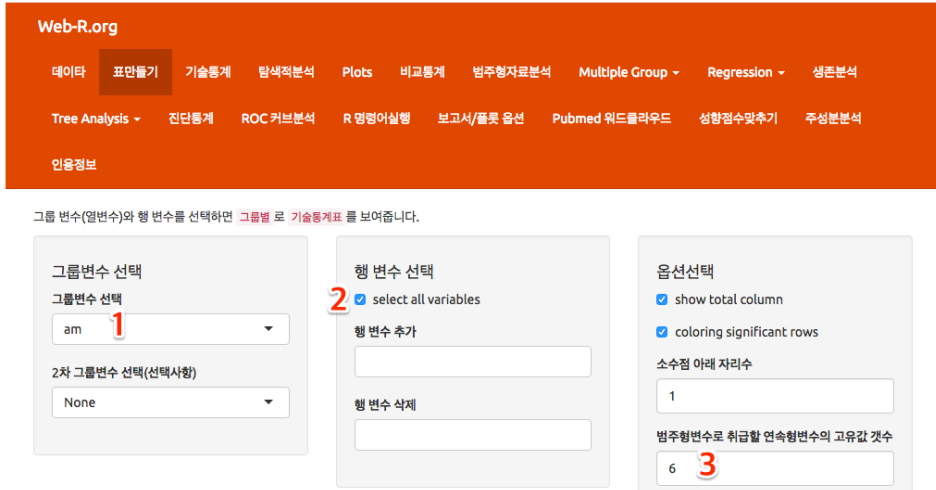 Web-R.org
데이타 표만들기 기술통계 탐색적분석 Plots 비교통계 범주형자료분석 Multiple Group Regression 생존분석
Tree Analysis 진단통계 ROC 커브분석 R 명령어실행 보고서/플롯 옵션 Pubmed 워드클라우드 성향점수맞추기 주성분분석
인용정보
그룹 변수(열변수)와 행 변수를 선택하면 그룹별 로 기술통계표 를 보여줍니다.
그룹변수 선택
그룹변수 선택
am 1
2차 그룹변수 선택(선택사항)
None
행 변수 선택
2 select all variables
행 변수 추가
행 변수 삭제
옵션선택
show total column
coloring significant rows
소수점 아래 자리수
1
범주형변수로 취급할 연속형변수의 고유값 갯수
6 3